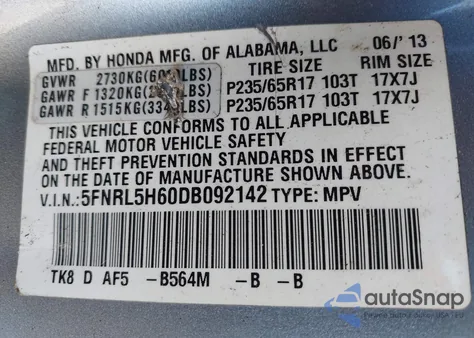 MFD. BY HONDA MFG. OF ALABAMA, LLC 06/'13
GVWR 2730KG( LBS) TIRE SIZE RIM SIZE
GAWR F 1320KG( LBS) P235/65R17 103T 17X7J
GAWR R 1515KG(334 LBS) P235/65R17 103T 17X7J
THIS VEHICLE CONFORMS TO ALL APPLICABLE
FEDERAL MOTOR VEHICLE SAFETY
AND THEFT PREVENTION STANDARDS IN EFFECT
ON THE DATE OF MANUFACTURE SHOWN ABOVE.
V.I.N.: 5FNRL5H60DB092142 TYPE: MPV
TK8 D AF5 -B564M -B -B
autoSnap